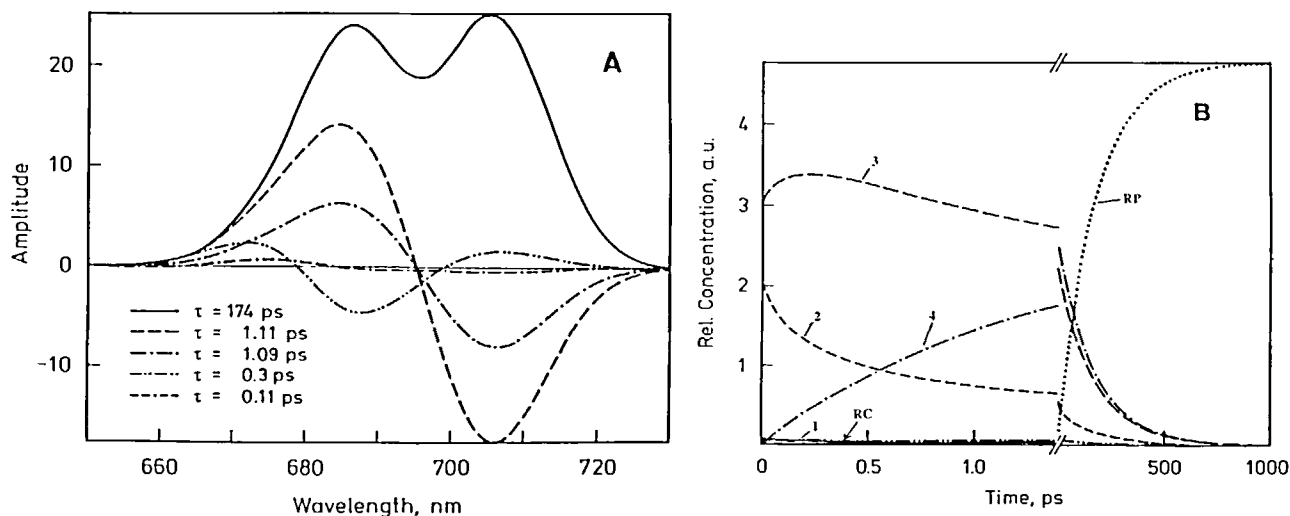 A
20
10
0
-10
Amplitude
τ = 174 ps
τ = 1.11 ps
τ = 1.09 ps
τ = 0.3 ps
τ = 0.11 ps
660
680
700
720
Wavelength, nm
B
4
3
2
1
Rel. Concentration, a.u.
3
RP
2
4
1
RC
0
0.5
1.0
500
1000
Time, ps